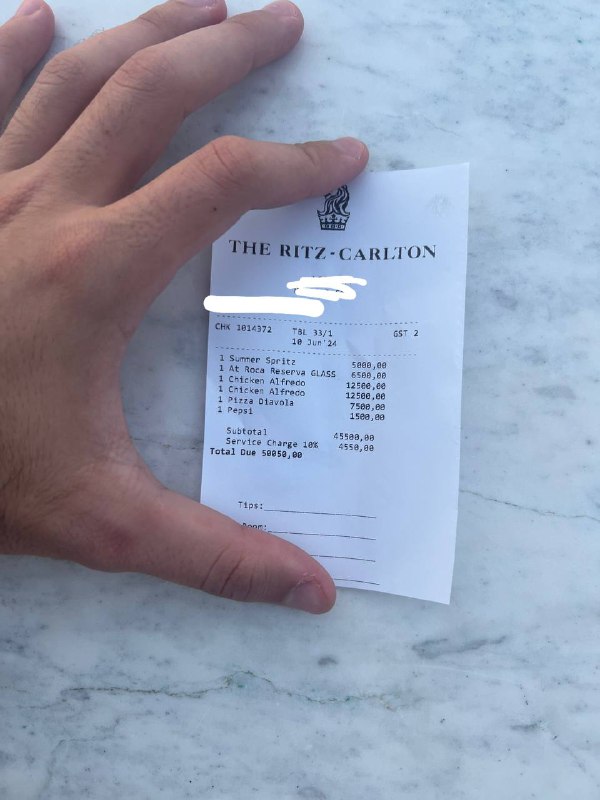 THE RITZ-CARLTON
CHK 1014372 TBL 33/1 GST 2
10 Jun'24
1 Summer Spritz 5000,00
1 At Roca Reserva GLASS 6500,00
1 Chicken Alfredo 12500,00
1 Chicken Alfredo 12500,00
1 Pizza Diavola 7500,00
1 Pepsi 1500,00
Subtotal 45500,00
Service Charge 10% 4550,00
Total Due 50050,00
Tips:
Room: